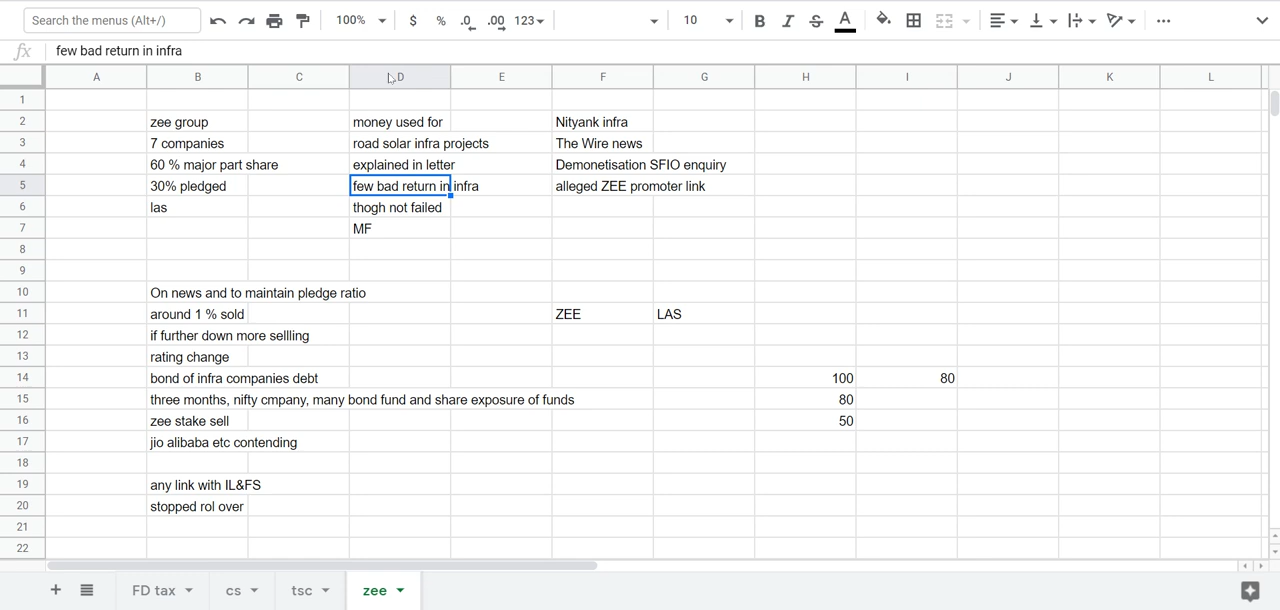 Search the menus (Alt+/) 100% $ % .0 .00 123 10 B I S A
fx few bad return in infra
A B C D E F G H I J K L
1
2 zee group money used for Nityank infra
3 7 companies road solar infra projects The Wire news
4 60 % major part share explained in letter Demonetisation SFIO enquiry
5 30% pledged few bad return in infra alleged ZEE promoter link
6 las thogh not failed
7 MF
8
9
10 On news and to maintain pledge ratio
11 around 1 % sold ZEE LAS
12 if further down more sellling
13 rating change
14 bond of infra companies debt 100 80
15 three months, nifty cmpany, many bond fund and share exposure of funds 80
16 zee stake sell 50
17 jio alibaba etc contending
18
19 any link with IL&FS
20 stopped rol over
21
22
+ FD tax cs tsc zee